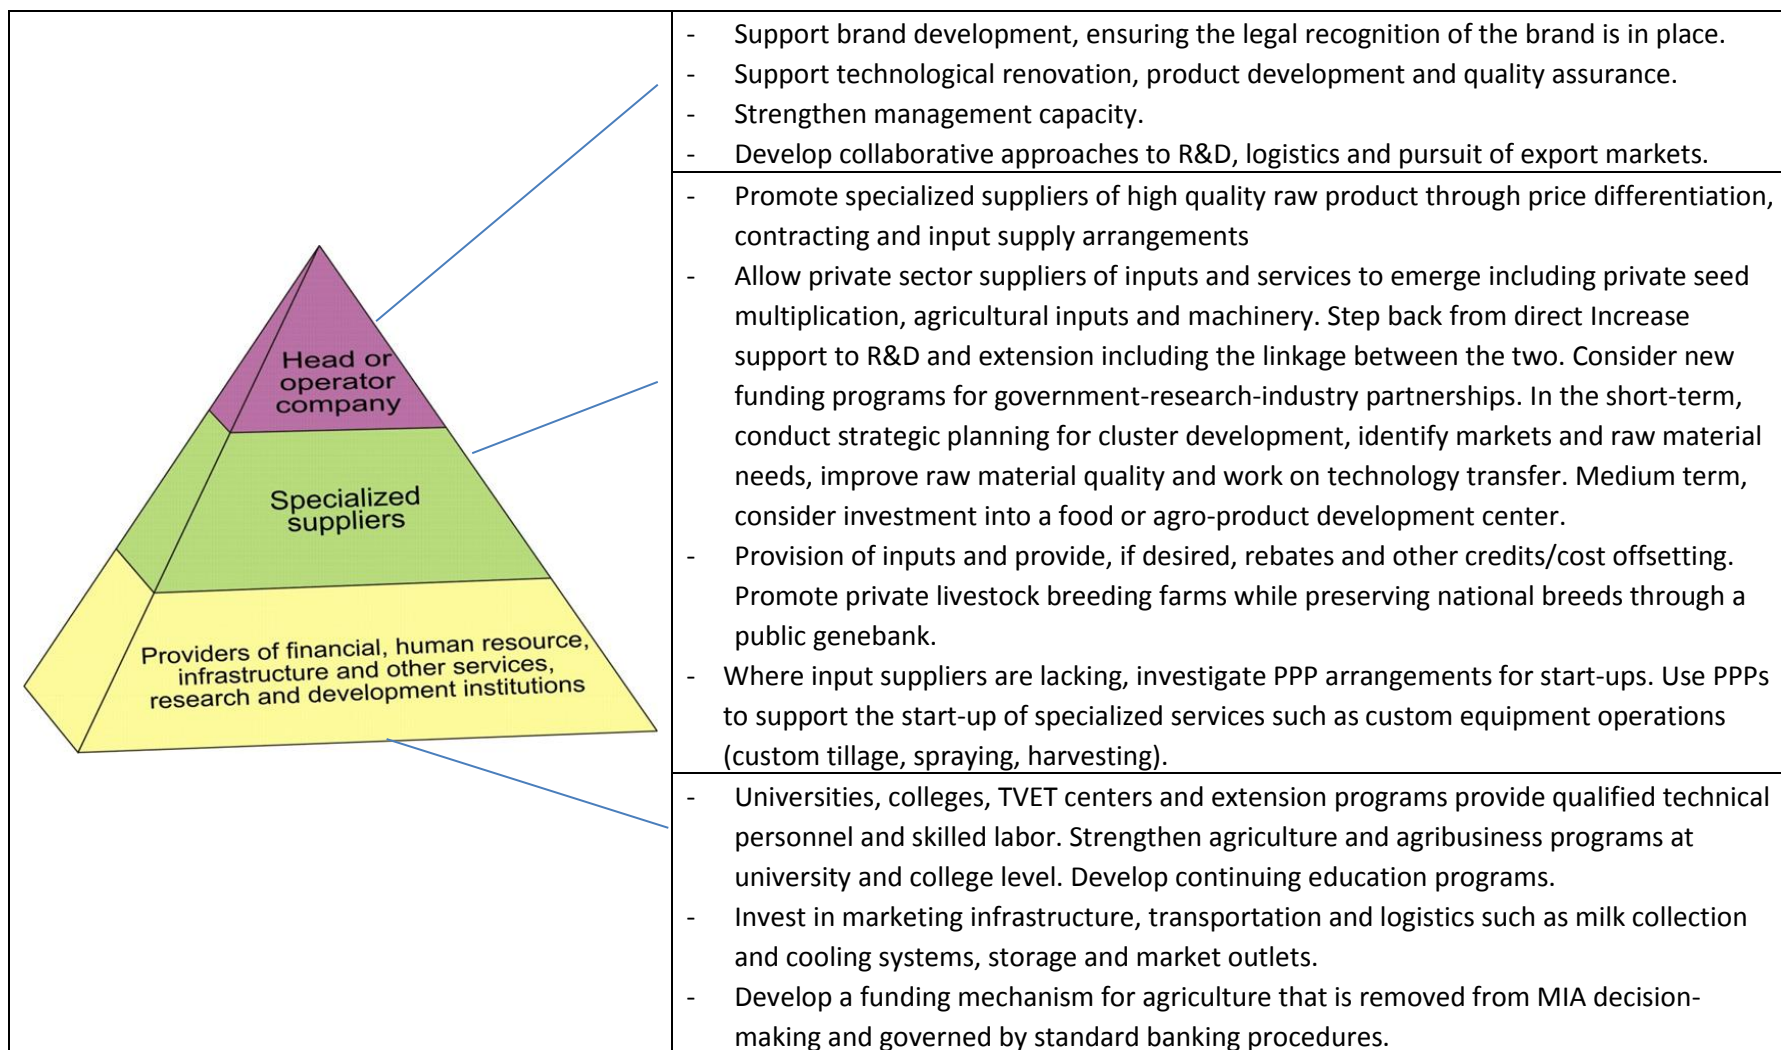 Head or
operator
company
Specialized
suppliers
Providers of financial, human resource,
infrastructure and other services,
research and development institutions
- Support brand development, ensuring the legal recognition of the brand is in place.
- Support technological renovation, product development and quality assurance.
- Strengthen management capacity.
- Develop collaborative approaches to R&D, logistics and pursuit of export markets.
- Promote specialized suppliers of high quality raw product through price differentiation,
contracting and input supply arrangements
- Allow private sector suppliers of inputs and services to emerge including private seed
multiplication, agricultural inputs and machinery. Step back from direct Increase
support to R&D and extension including the linkage between the two. Consider new
funding programs for government-research-industry partnerships. In the short-term,
conduct strategic planning for cluster development, identify markets and raw material
needs, improve raw material quality and work on technology transfer. Medium term,
consider investment into a food or agro-product development center.
- Provision of inputs and provide, if desired, rebates and other credits/cost offsetting.
Promote private livestock breeding farms while preserving national breeds through a
public genebank.
- Where input suppliers are lacking, investigate PPP arrangements for start-ups. Use PPPs
to support the start-up of specialized services such as custom equipment operations
(custom tillage, spraying, harvesting).
- Universities, colleges, TVET centers and extension programs provide qualified technical
personnel and skilled labor. Strengthen agriculture and agribusiness programs at
university and college level. Develop continuing education programs.
- Invest in marketing infrastructure, transportation and logistics such as milk collection
and cooling systems, storage and market outlets.
- Develop a funding mechanism for agriculture that is removed from MIA decision-
making and governed by standard banking procedures.